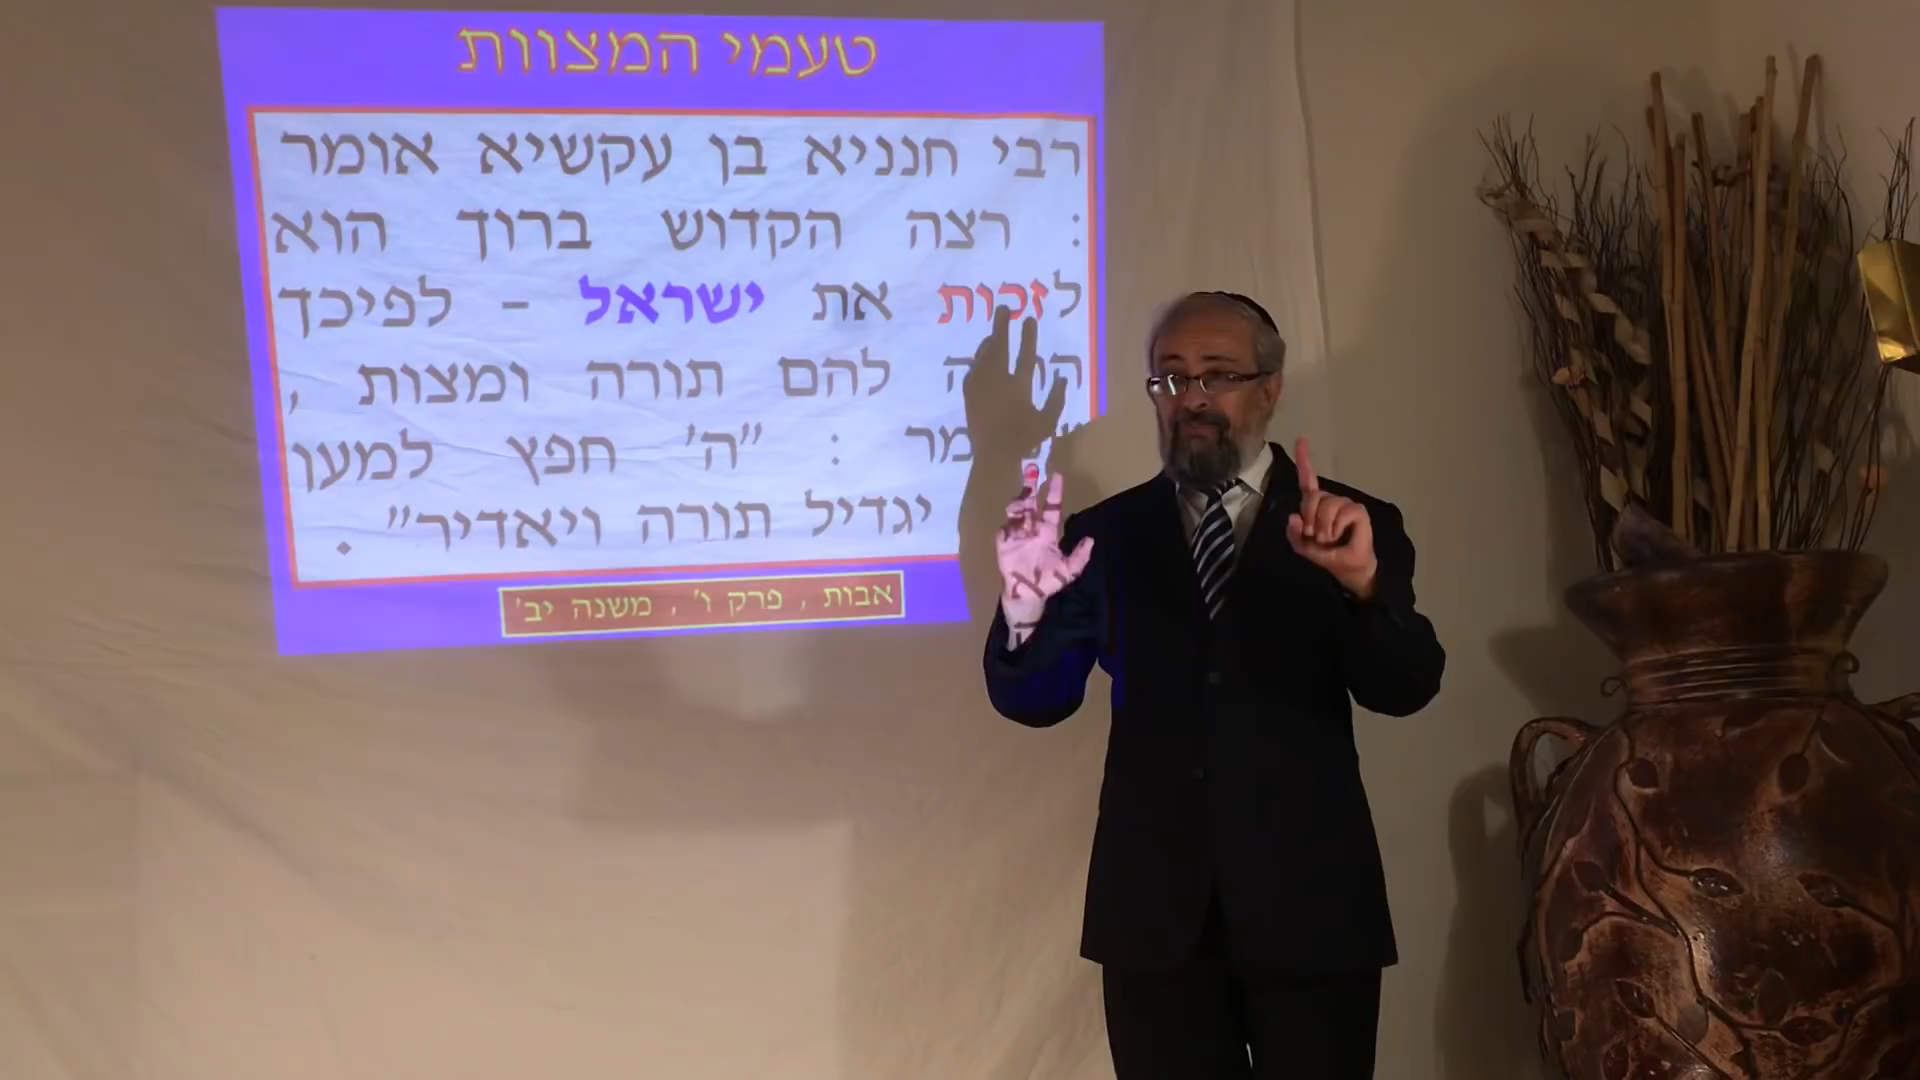 טעמי המצוות
רבי חנניא בן עקשיא אומר
: רצה הקדוש ברוך הוא
לזכות את ישראל - לפיכך
להם תורה ומצות ,
: "ה' חפץ למען
יגדיל תורה ויאדיר" .
אבות , פרק ו' , משנה יב'